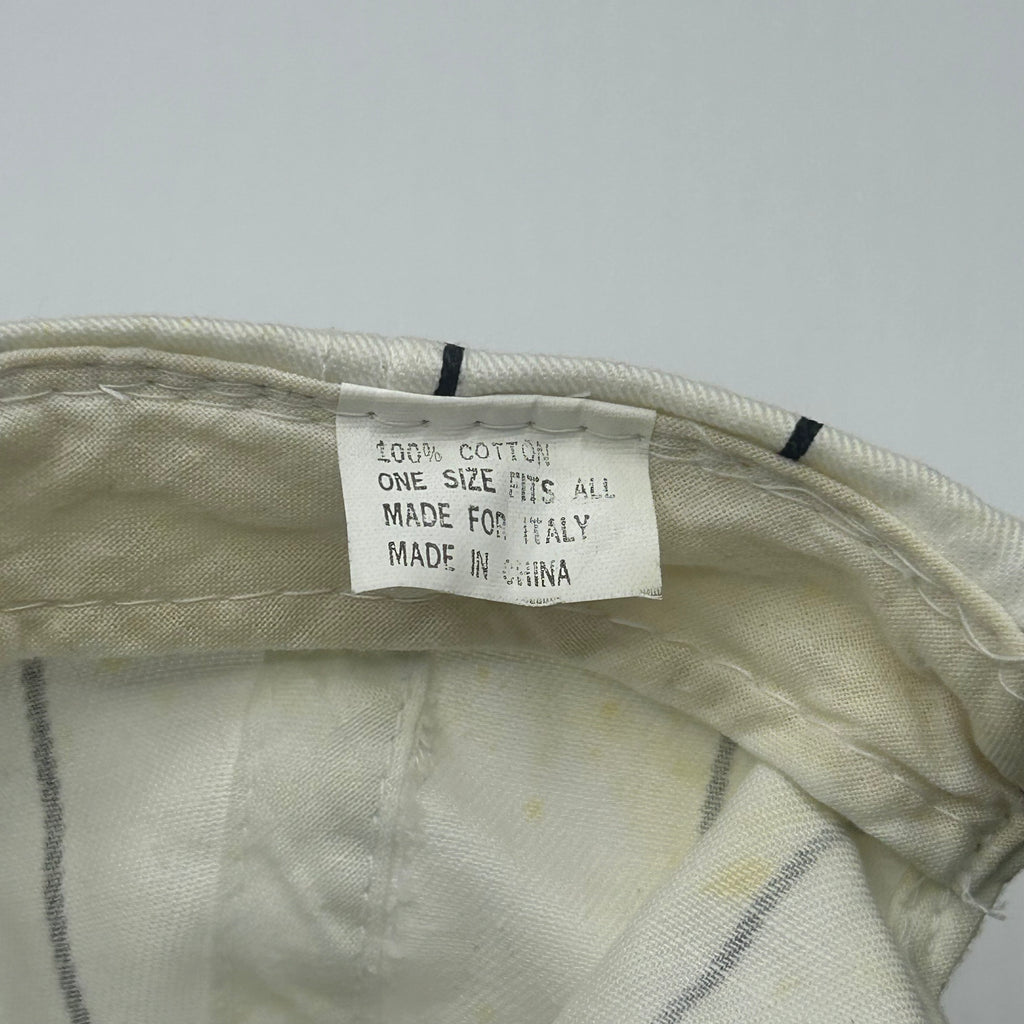 100% COTTON
ONE SIZE FITS ALL
MADE FOR ITALY
MADE IN CHINA